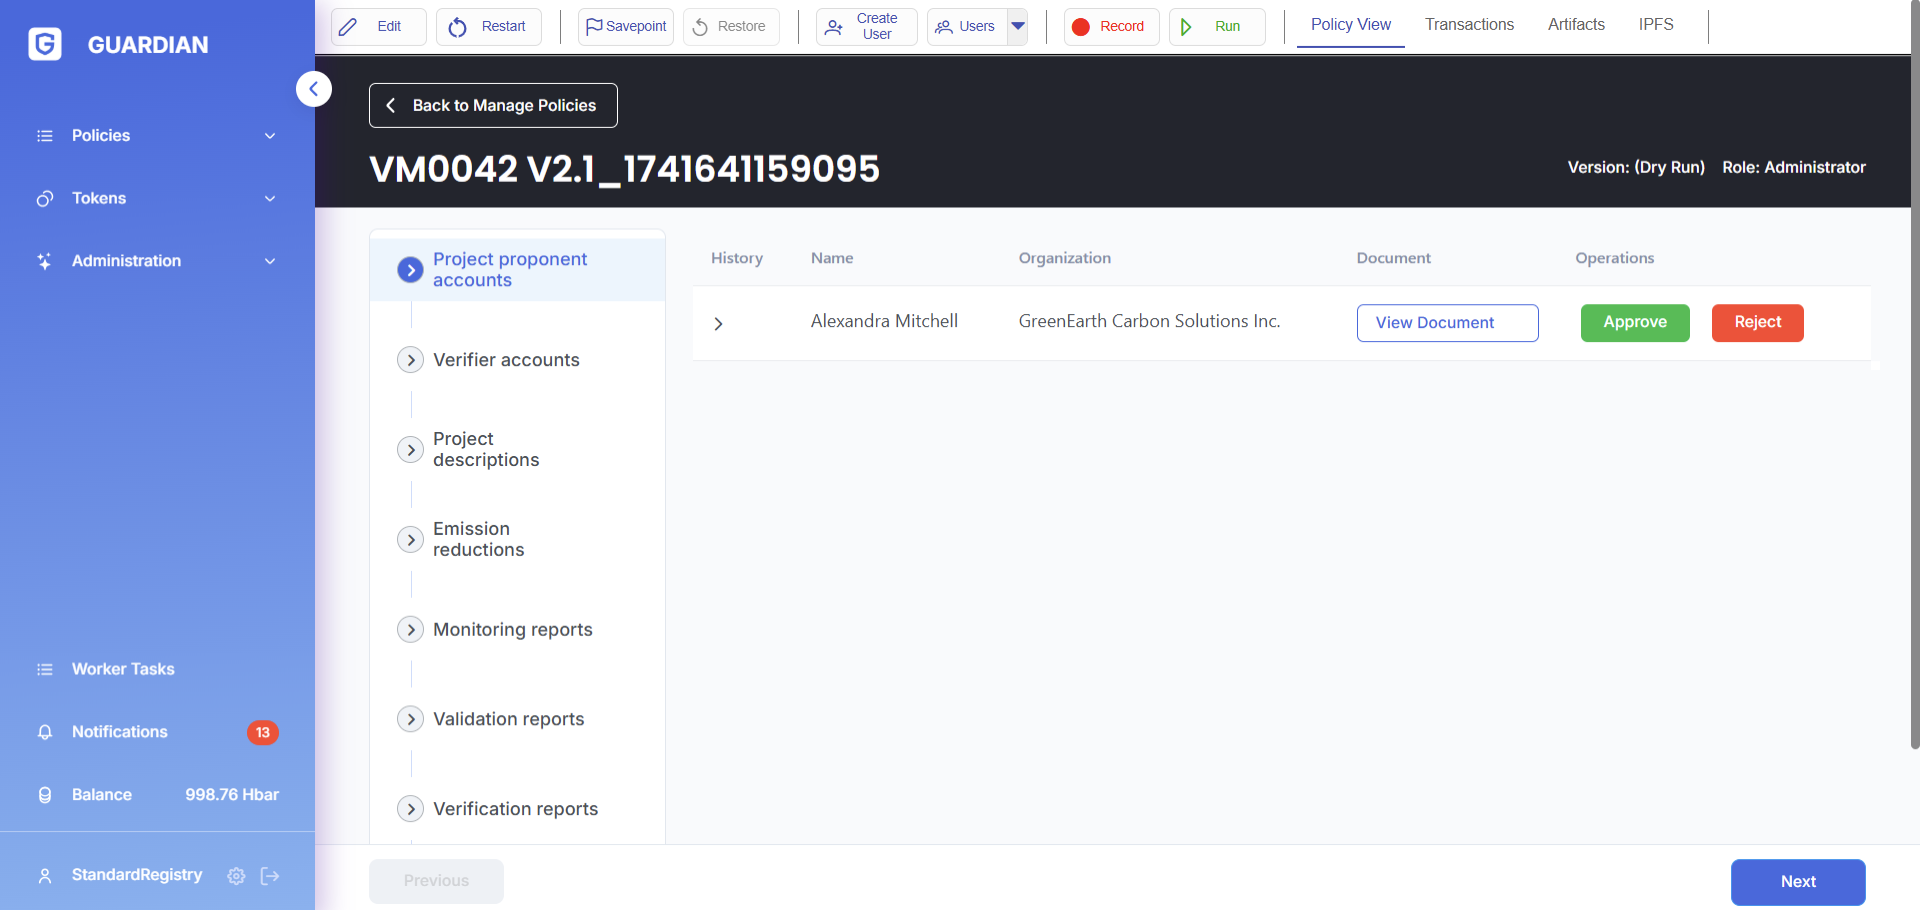 GUARDIAN
Policies
Tokens
Administration
Worker Tasks
Notifications 13
Balance 998.76 Hbar
StandardRegistry
Edit Restart Savepoint Restore Create User Users Record Run Policy View Transactions Artifacts IPFS
Back to Manage Policies
VM0042 V2.1_1741641159095
Version: (Dry Run) Role: Administrator
Project proponent
accounts
Verifier accounts
Project
descriptions
Emission
reductions
Monitoring reports
Validation reports
Verification reports
History Name Organization Document Operations
Alexandra Mitchell GreenEarth Carbon Solutions Inc. View Document Approve Reject
Previous Next